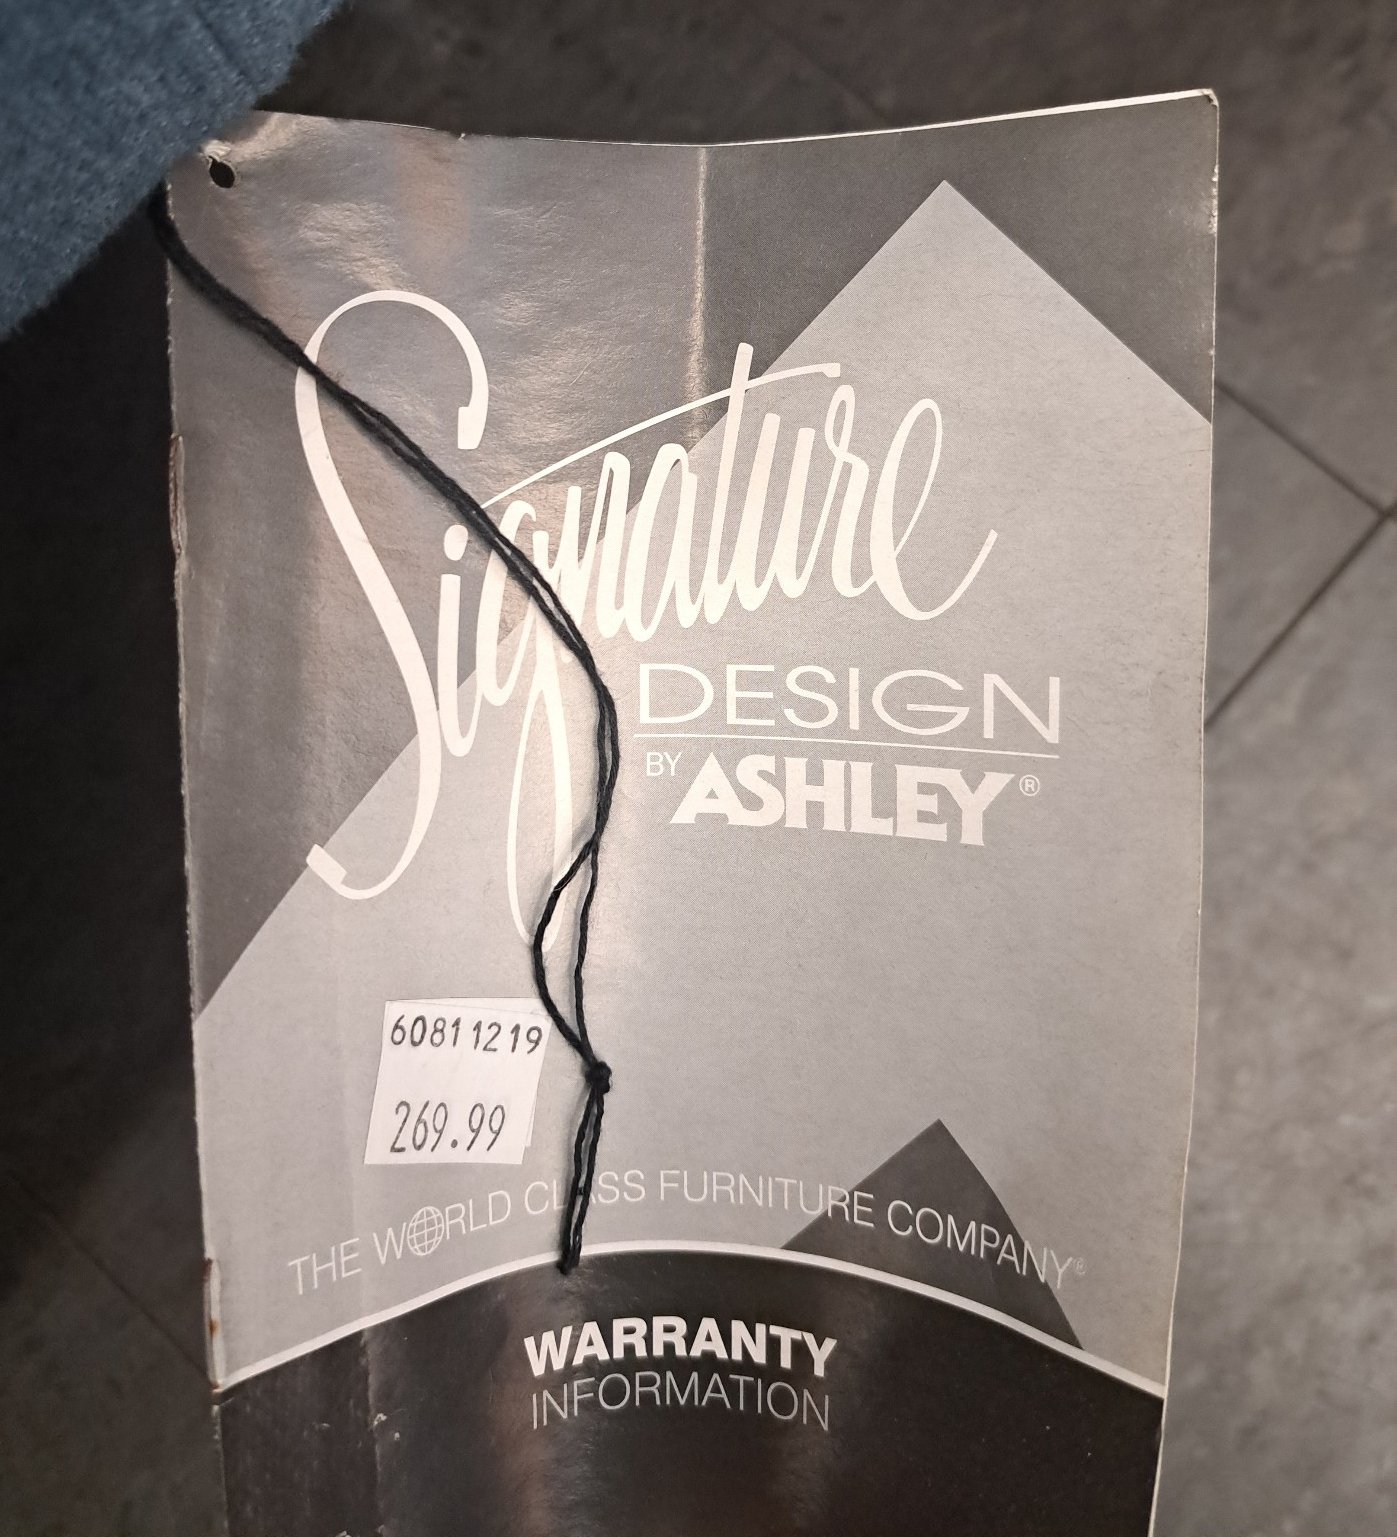 Signature
DESIGN
BY ASHLEY®
60811219
269.99
THE WORLD CLASS FURNITURE COMPANY®
WARRANTY
INFORMATION